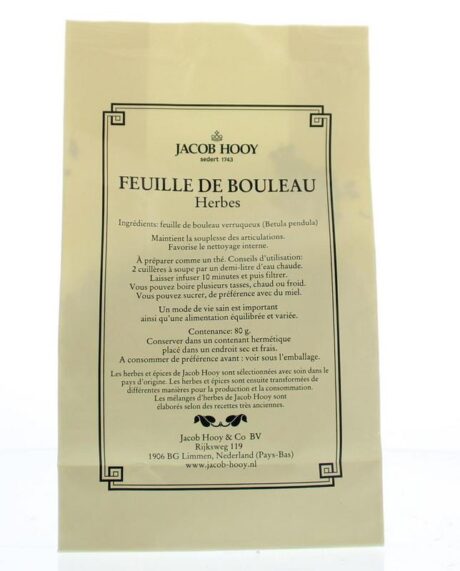 JACOB HOOY
sedert 1743
FEUILLE DE BOULEAU
Herbes
Ingrédients: feuille de bouleau verruqueux (Betula pendula)
Maintient la souplesse des articulations.
Favorise le nettoyage interne.
À préparer comme un thé. Conseils d'utilisation:
2 cuillères à soupe par un demi-litre d'eau chaude.
Laisser infuser 10 minutes et puis filtrer.
Vous pouvez boire plusieurs tasses, chaud ou froid.
Vous pouvez sucrer, de préférence avec du miel.
Un mode de vie sain est important
ainsi qu'une alimentation équilibrée et variée.
Contenance: 80 g.
Conserver dans un contenant hermétique
placé dans un endroit sec et frais.
A consommer de préférence avant : voir sous l'emballage.
Les herbes et épices de Jacob Hooy sont sélectionnées avec soin dans le
pays d'origine. Les herbes et épices sont ensuite transformées de
différentes manières pour la production et la consommation.
Les mélanges d'herbes de Jacob Hooy sont
élaborés selon des recettes très anciennes.
Jacob Hooy & Co BV
Rijksweg 119
1906 BG Limmen, Nederland (Pays-Bas)
www.jacob-hooy.nl